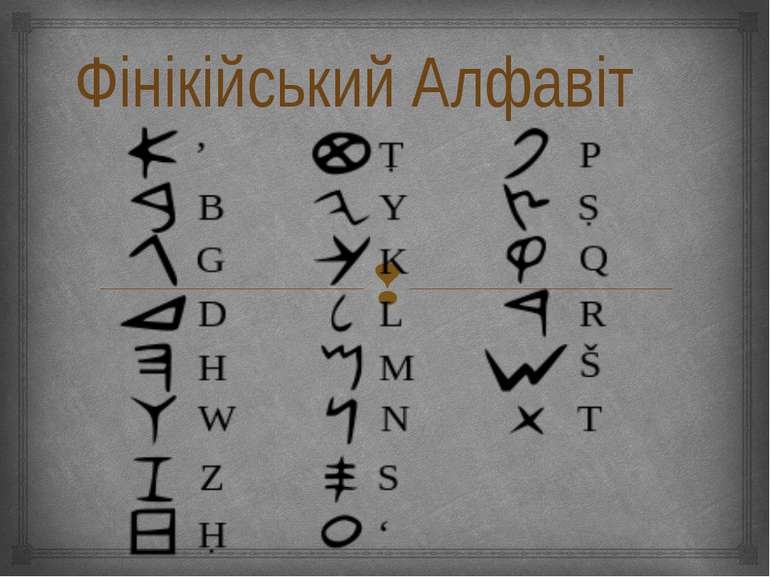 Фінікійський Алфавіт
𐤀 ʼ
𐤁 B
𐤂 G
𐤃 D
𐤄 H
𐤅 W
𐤆 Z
𐤇 Ḥ
𐤈 Ṭ
𐤉 Y
𐤊 K
𐤋 L
𐤌 M
𐤍 N
𐤎 S
𐤏 ʻ
𐤐 P
𐤑 Ṣ
𐤒 Q
𐤓 R
𐤔 Š
𐤕 T